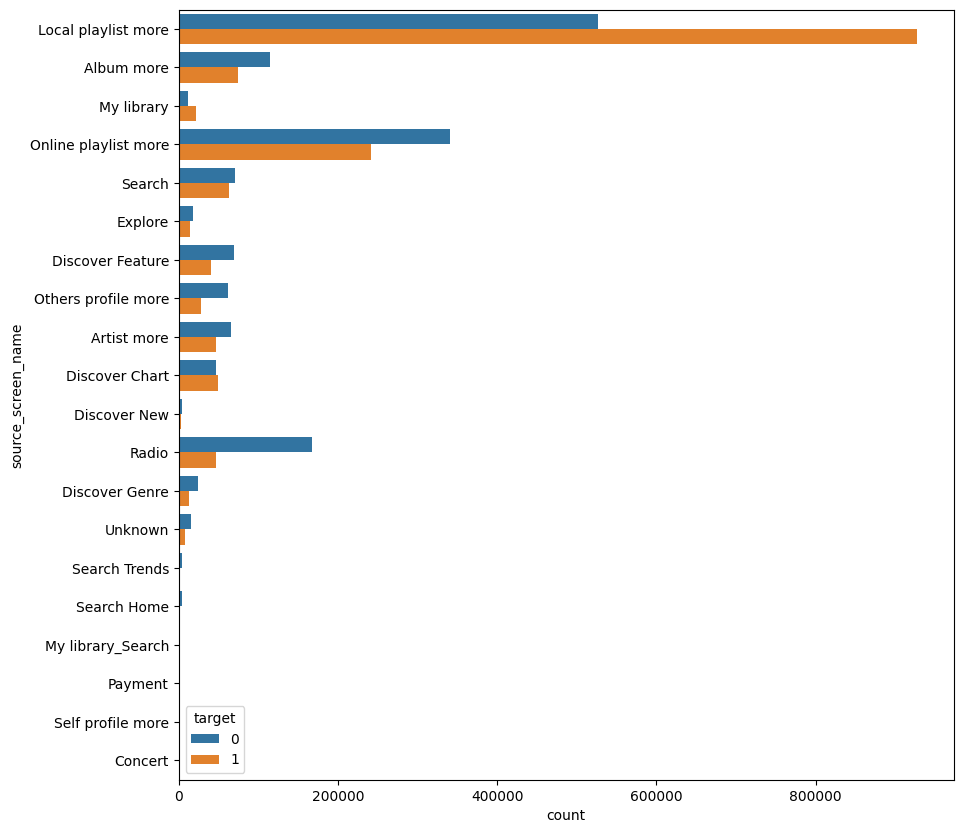 Local playlist more
Album more
My library
Online playlist more
Search
Explore
Discover Feature
Others profile more
Artist more
Discover Chart
Discover New
Radio
Discover Genre
Unknown
Search Trends
Search Home
My library_Search
Payment
Self profile more
Concert
source_screen_name
target
0
1
0
200000
400000
600000
800000
count